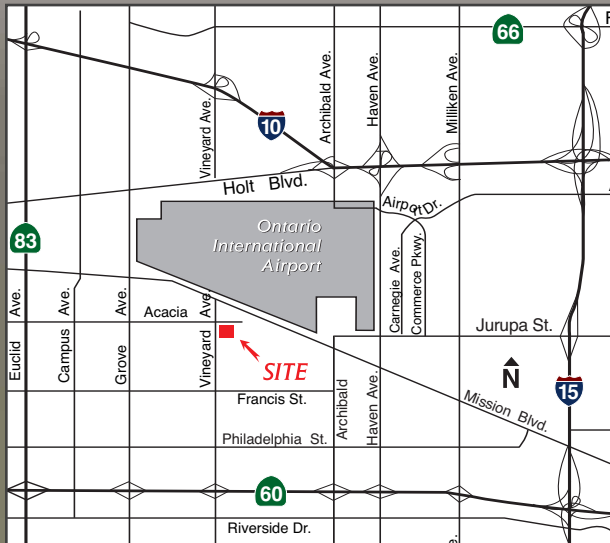 66
Vineyard Ave.
10
Archibald Ave.
Haven Ave.
Milliken Ave.
Holt Blvd.
Airport Dr.
83
Ontario
International
Airport
Carnegie Ave.
Commerce Pkwy.
Euclid Ave.
Campus Ave.
Grove Ave.
Acacia
Vineyard Ave.
Jurupa St.
SITE
N
15
Francis St.
Archibald
Haven Ave.
Mission Blvd.
Philadelphia St.
60
Riverside Dr.